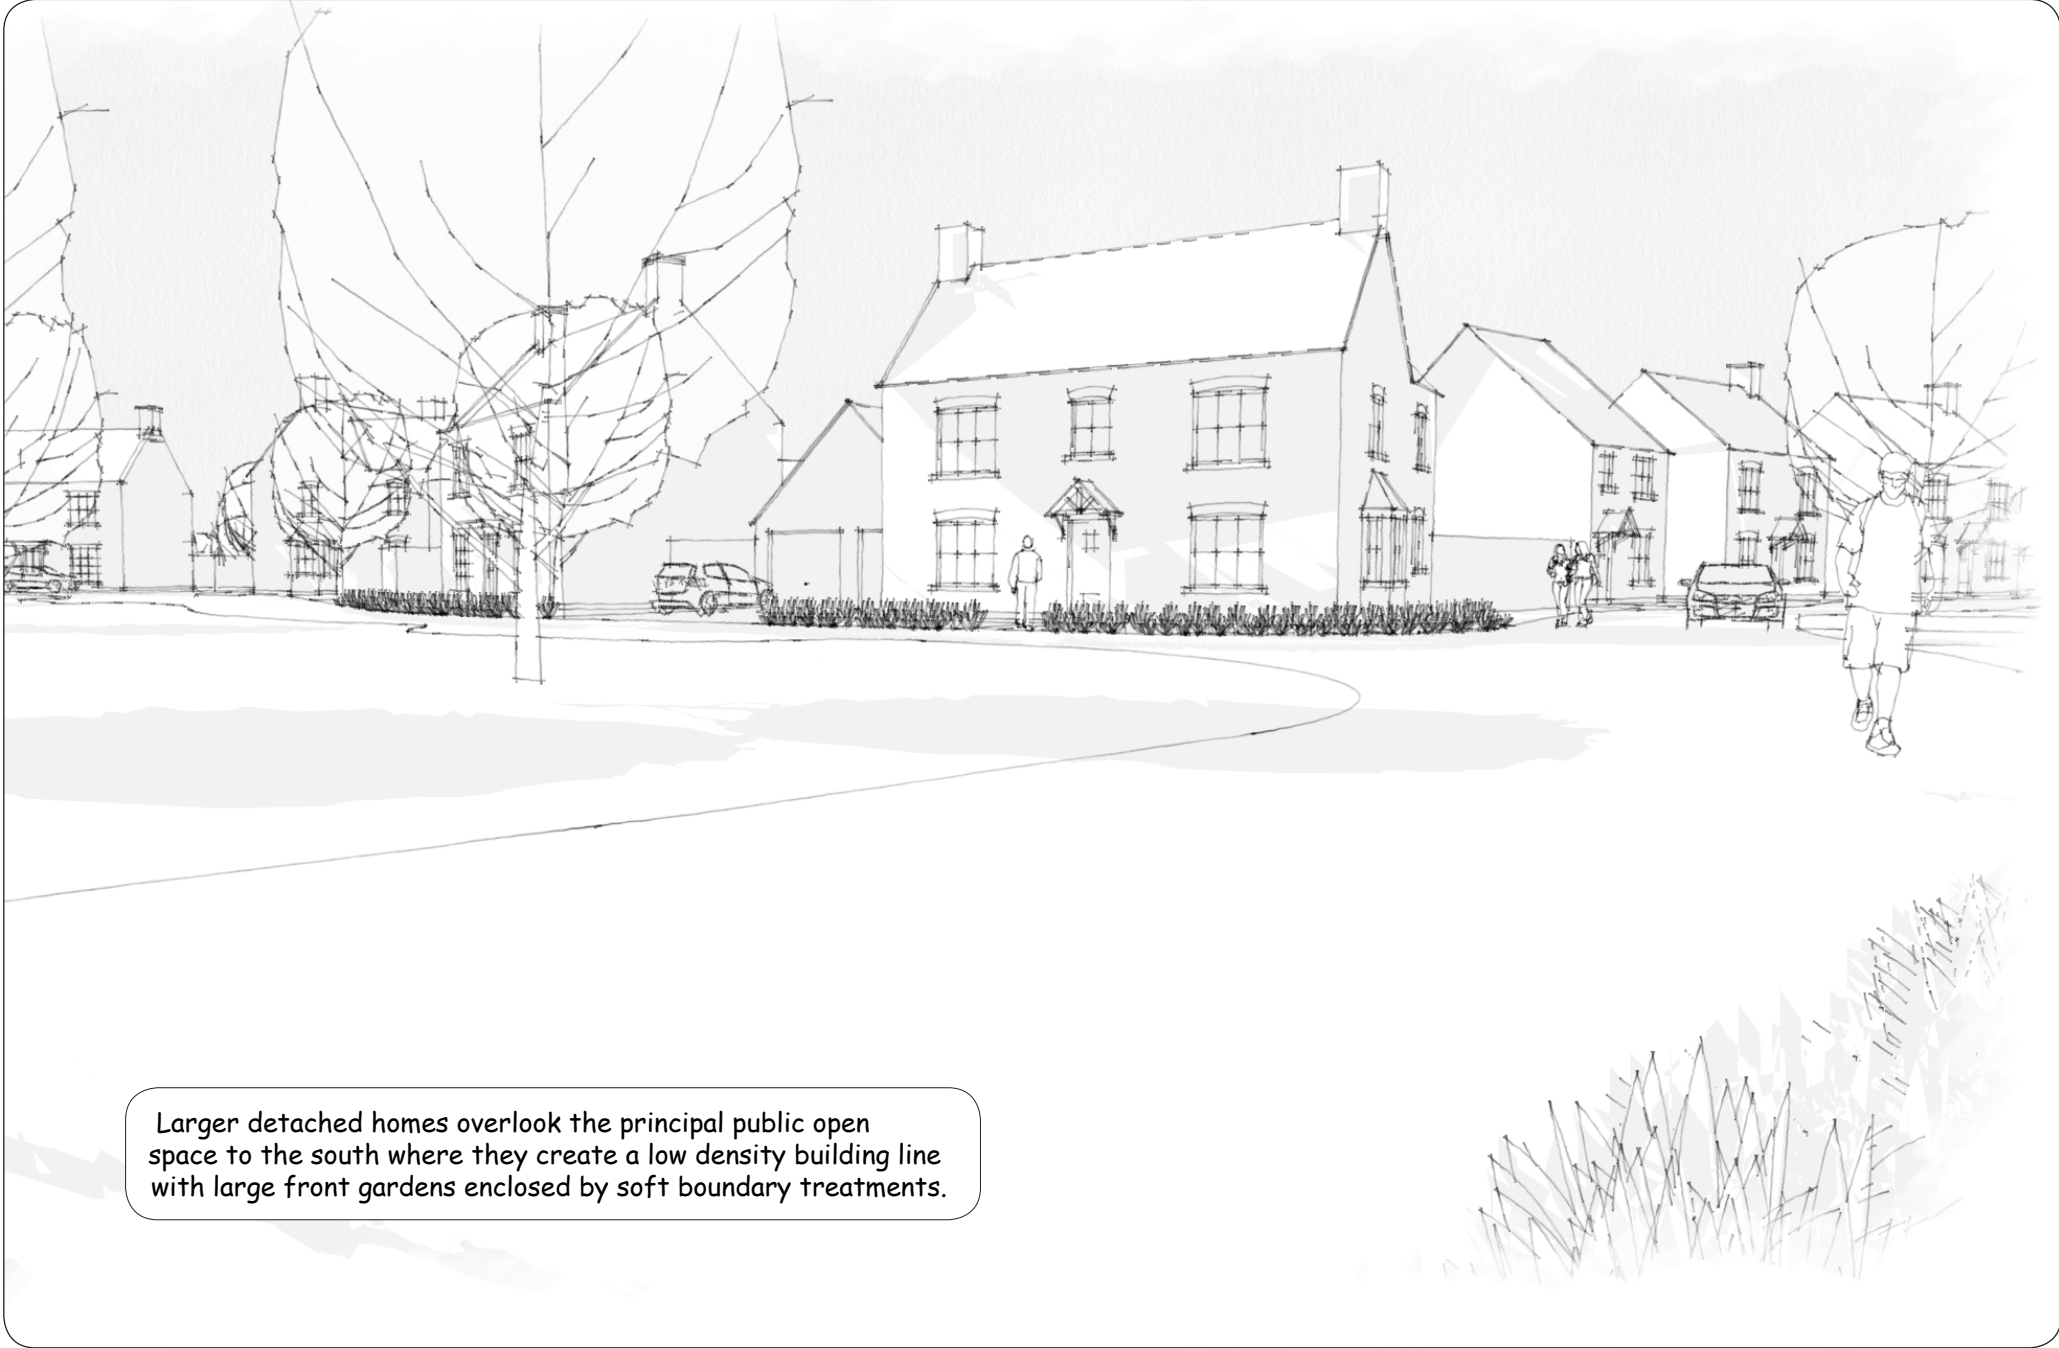 Larger detached homes overlook the principal public open
space to the south where they create a low density building line
with large front gardens enclosed by soft boundary treatments.